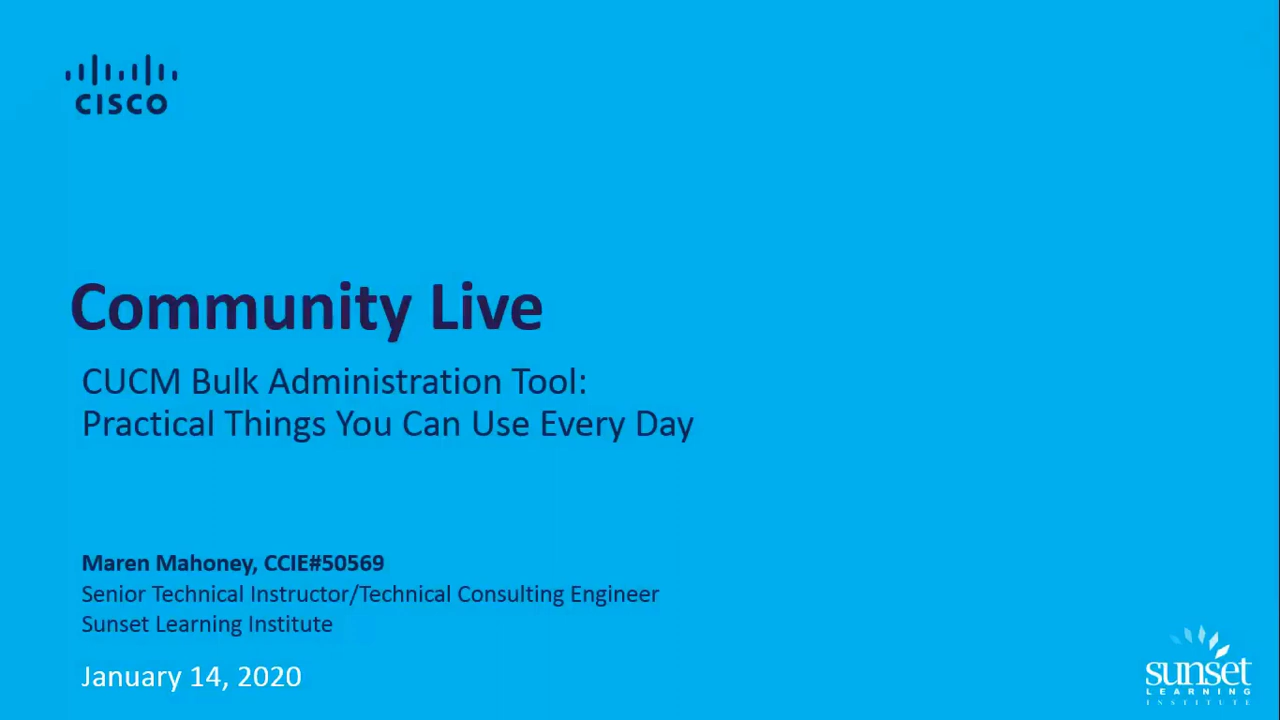 CISCO
Community Live
CUCM Bulk Administration Tool:
Practical Things You Can Use Every Day
Maren Mahoney, CCIE#50569
Senior Technical Instructor/Technical Consulting Engineer
Sunset Learning Institute
January 14, 2020
sunset
LEARNING
INSTITUTE